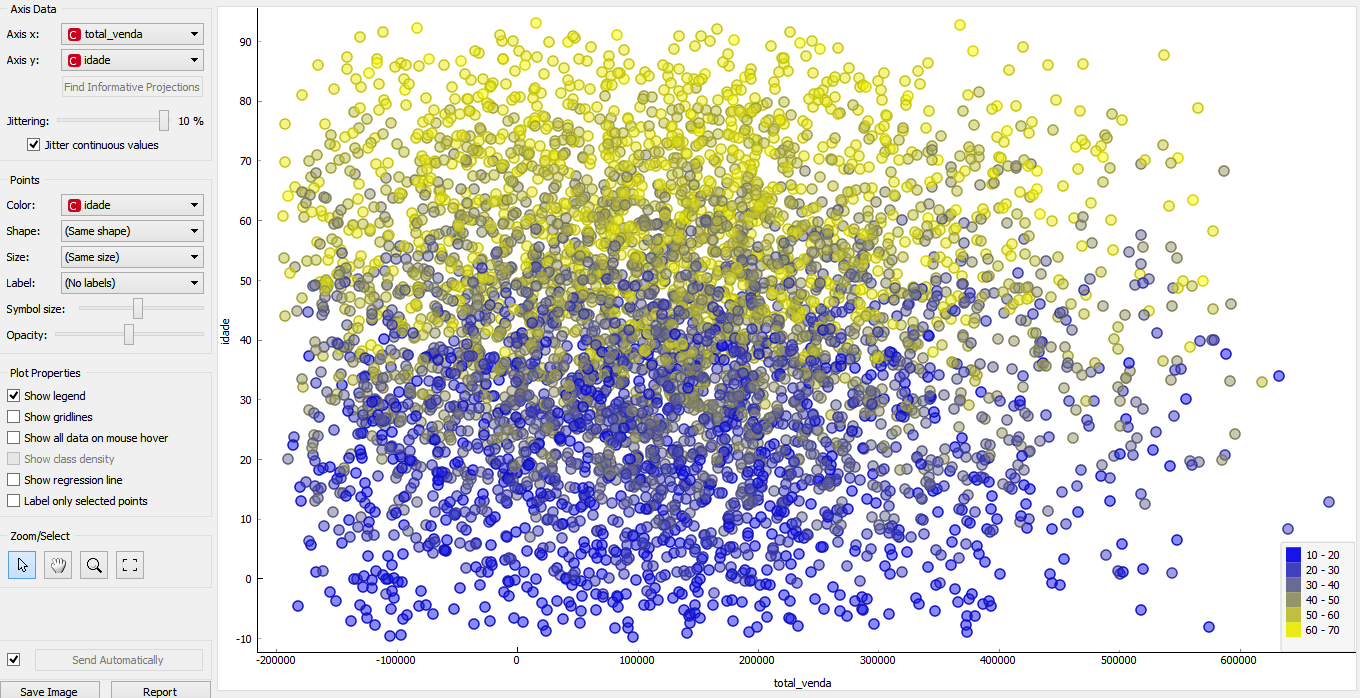 Axis Data
Axis x: C total_venda
Axis y: C idade
Find Informative Projections
Jittering: 10 %
Jitter continuous values
Points
Color: C idade
Shape: (Same shape)
Size: (Same size)
Label: (No labels)
Symbol size:
Opacity:
Plot Properties
Show legend
Show gridlines
Show all data on mouse hover
Show class density
Show regression line
Label only selected points
Zoom/Select
Send Automatically
Save Image Report
idade
90
80
70
60
50
40
30
20
10
0
-10
-200000 -100000 0 100000 200000 300000 400000 500000 600000
total_venda
10 - 20
20 - 30
30 - 40
40 - 50
50 - 60
60 - 70